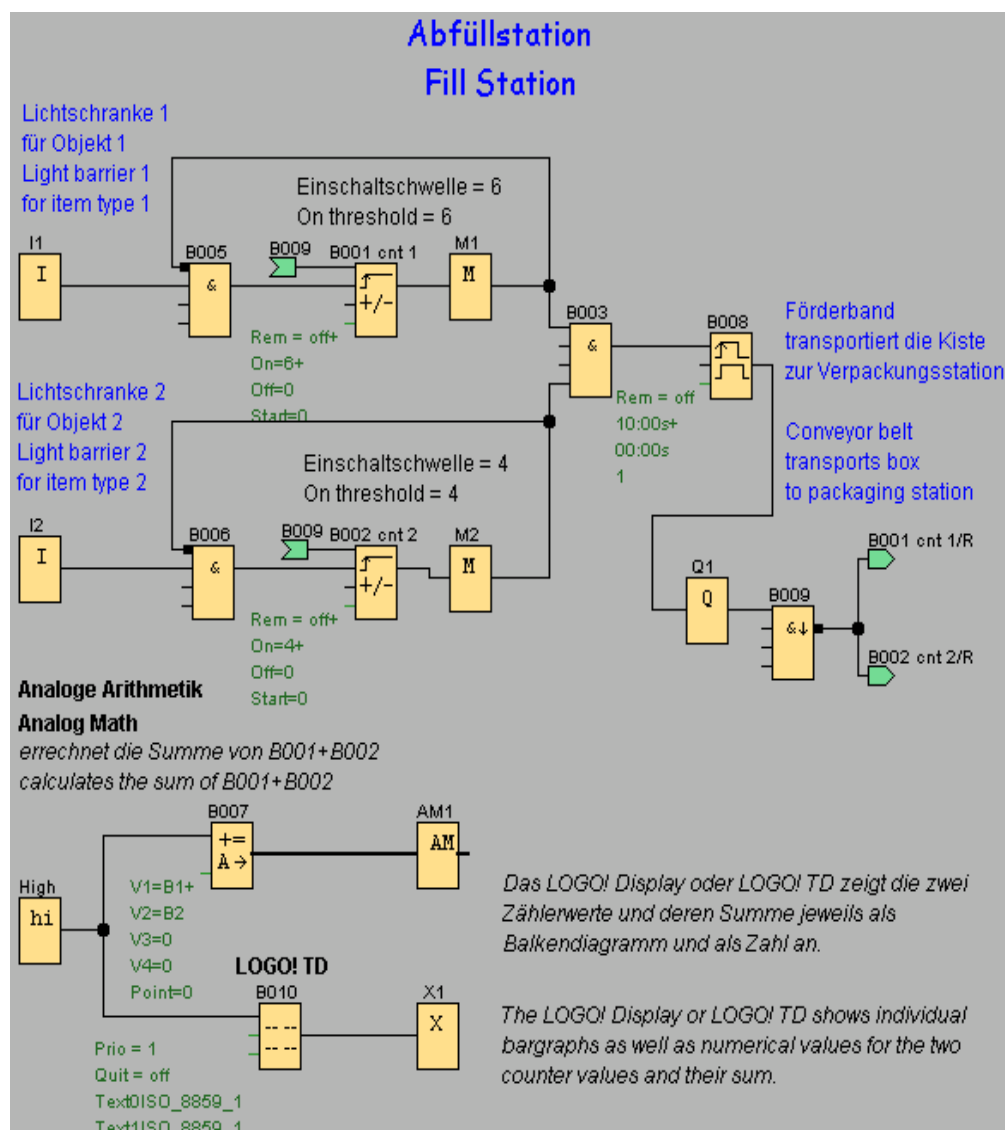 Abfüllstation
Fill Station
Lichtschranke 1
für Objekt 1
Light barrier 1
for item type 1
Einschaltschwelle = 6
On threshold = 6
I1
I
B005
&
B009
B001 cnt 1
+/-
M1
M
Rem = off+
On=6+
Off=0
Start=0
B003
&
B008
Rem = off
10:00s+
00:00s
1
Förderband
transportiert die Kiste
zur Verpackungsstation
Conveyor belt
transports box
to packaging station
Lichtschranke 2
für Objekt 2
Light barrier 2
for item type 2
Einschaltschwelle = 4
On threshold = 4
I2
I
B006
&
B009
B002 cnt 2
+/-
M2
M
Rem = off+
On=4+
Off=0
Start=0
Q1
Q
B009
&↓
B001 cnt 1/R
B002 cnt 2/R
Analoge Arithmetik
Analog Math
errechnet die Summe von B001+B002
calculates the sum of B001+B002
B007
+=
A→
AM1
AM
High
hi
V1=B1+
V2=B2
V3=0
V4=0
Point=0
LOGO! TD
B010
X1
X
Prio = 1
Quit = off
Text0ISO_8859_1
Text1ISO_8859_1
Das LOGO! Display oder LOGO! TD zeigt die zwei
Zählerwerte und deren Summe jeweils als
Balkendiagramm und als Zahl an.
The LOGO! Display or LOGO! TD shows individual
bargraphs as well as numerical values for the two
counter values and their sum.